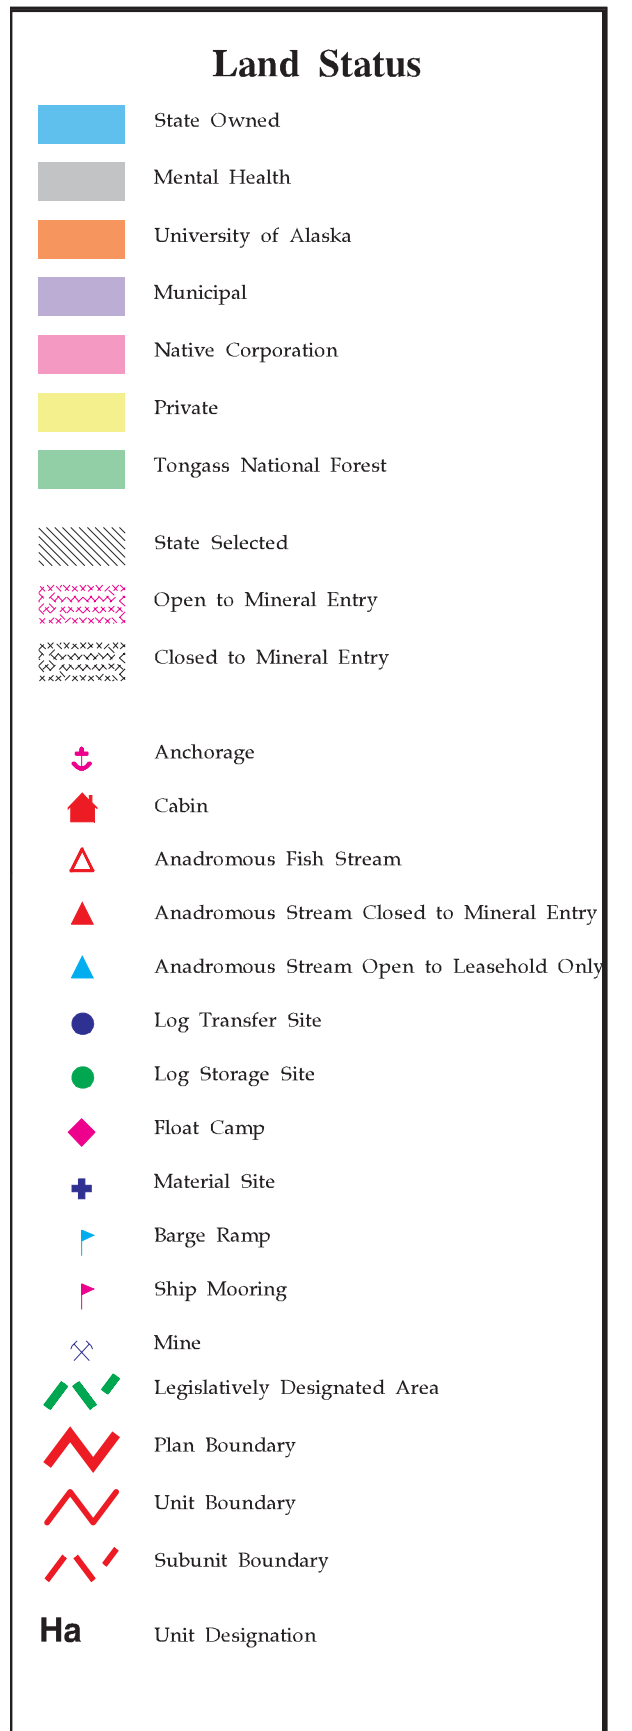 Land Status
State Owned
Mental Health
University of Alaska
Municipal
Native Corporation
Private
Tongass National Forest
State Selected
Open to Mineral Entry
Closed to Mineral Entry
Anchorage
Cabin
Anadromous Fish Stream
Anadromous Stream Closed to Mineral Entry
Anadromous Stream Open to Leasehold Only
Log Transfer Site
Log Storage Site
Float Camp
Material Site
Barge Ramp
Ship Mooring
Mine
Legislatively Designated Area
Plan Boundary
Unit Boundary
Subunit Boundary
Ha Unit Designation